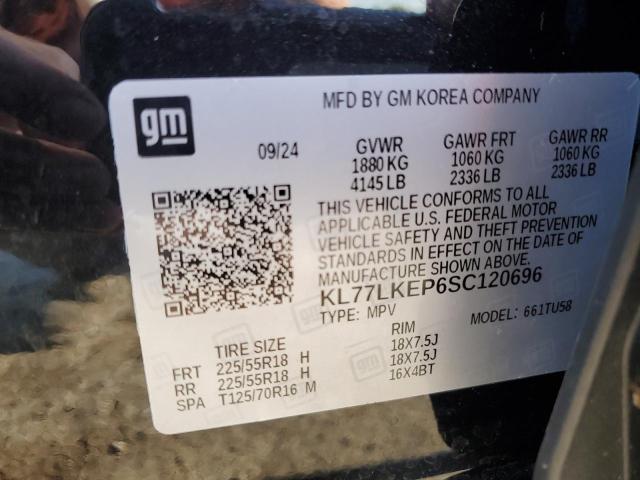 gm
MFD BY GM KOREA COMPANY
09/24
GVWR
1880 KG
4145 LB
GAWR FRT
1060 KG
2336 LB
GAWR RR
1060 KG
2336 LB
THIS VEHICLE CONFORMS TO ALL
APPLICABLE U.S. FEDERAL MOTOR
VEHICLE SAFETY AND THEFT PREVENTION
STANDARDS IN EFFECT ON THE DATE OF
MANUFACTURE SHOWN ABOVE.
KL77LKEP6SC120696
TYPE: MPV
MODEL: 661TU58
TIRE SIZE RIM
FRT 225/55R18 H 18X7.5J
RR 225/55R18 H 18X7.5J
SPA T125/70R16 M 16X4BT